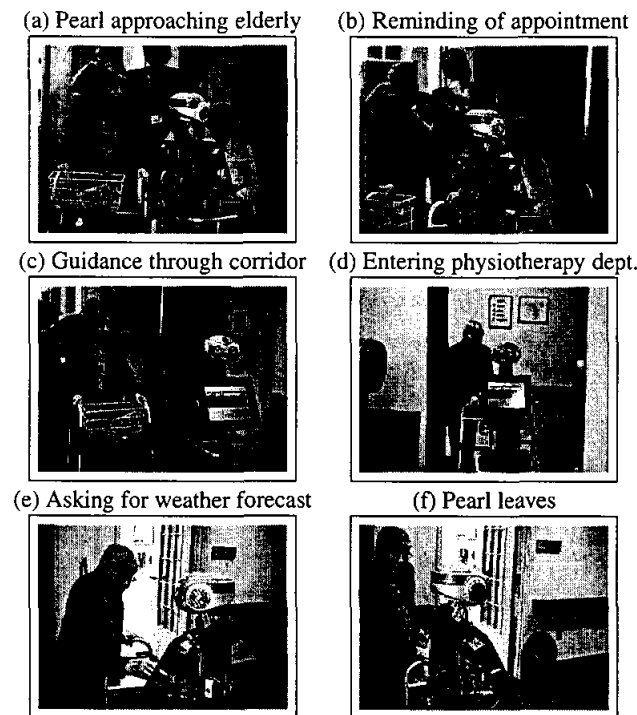 (a) Pearl approaching elderly (b) Reminding of appointment
(c) Guidance through corridor (d) Entering physiotherapy dept.
(e) Asking for weather forecast (f) Pearl leaves